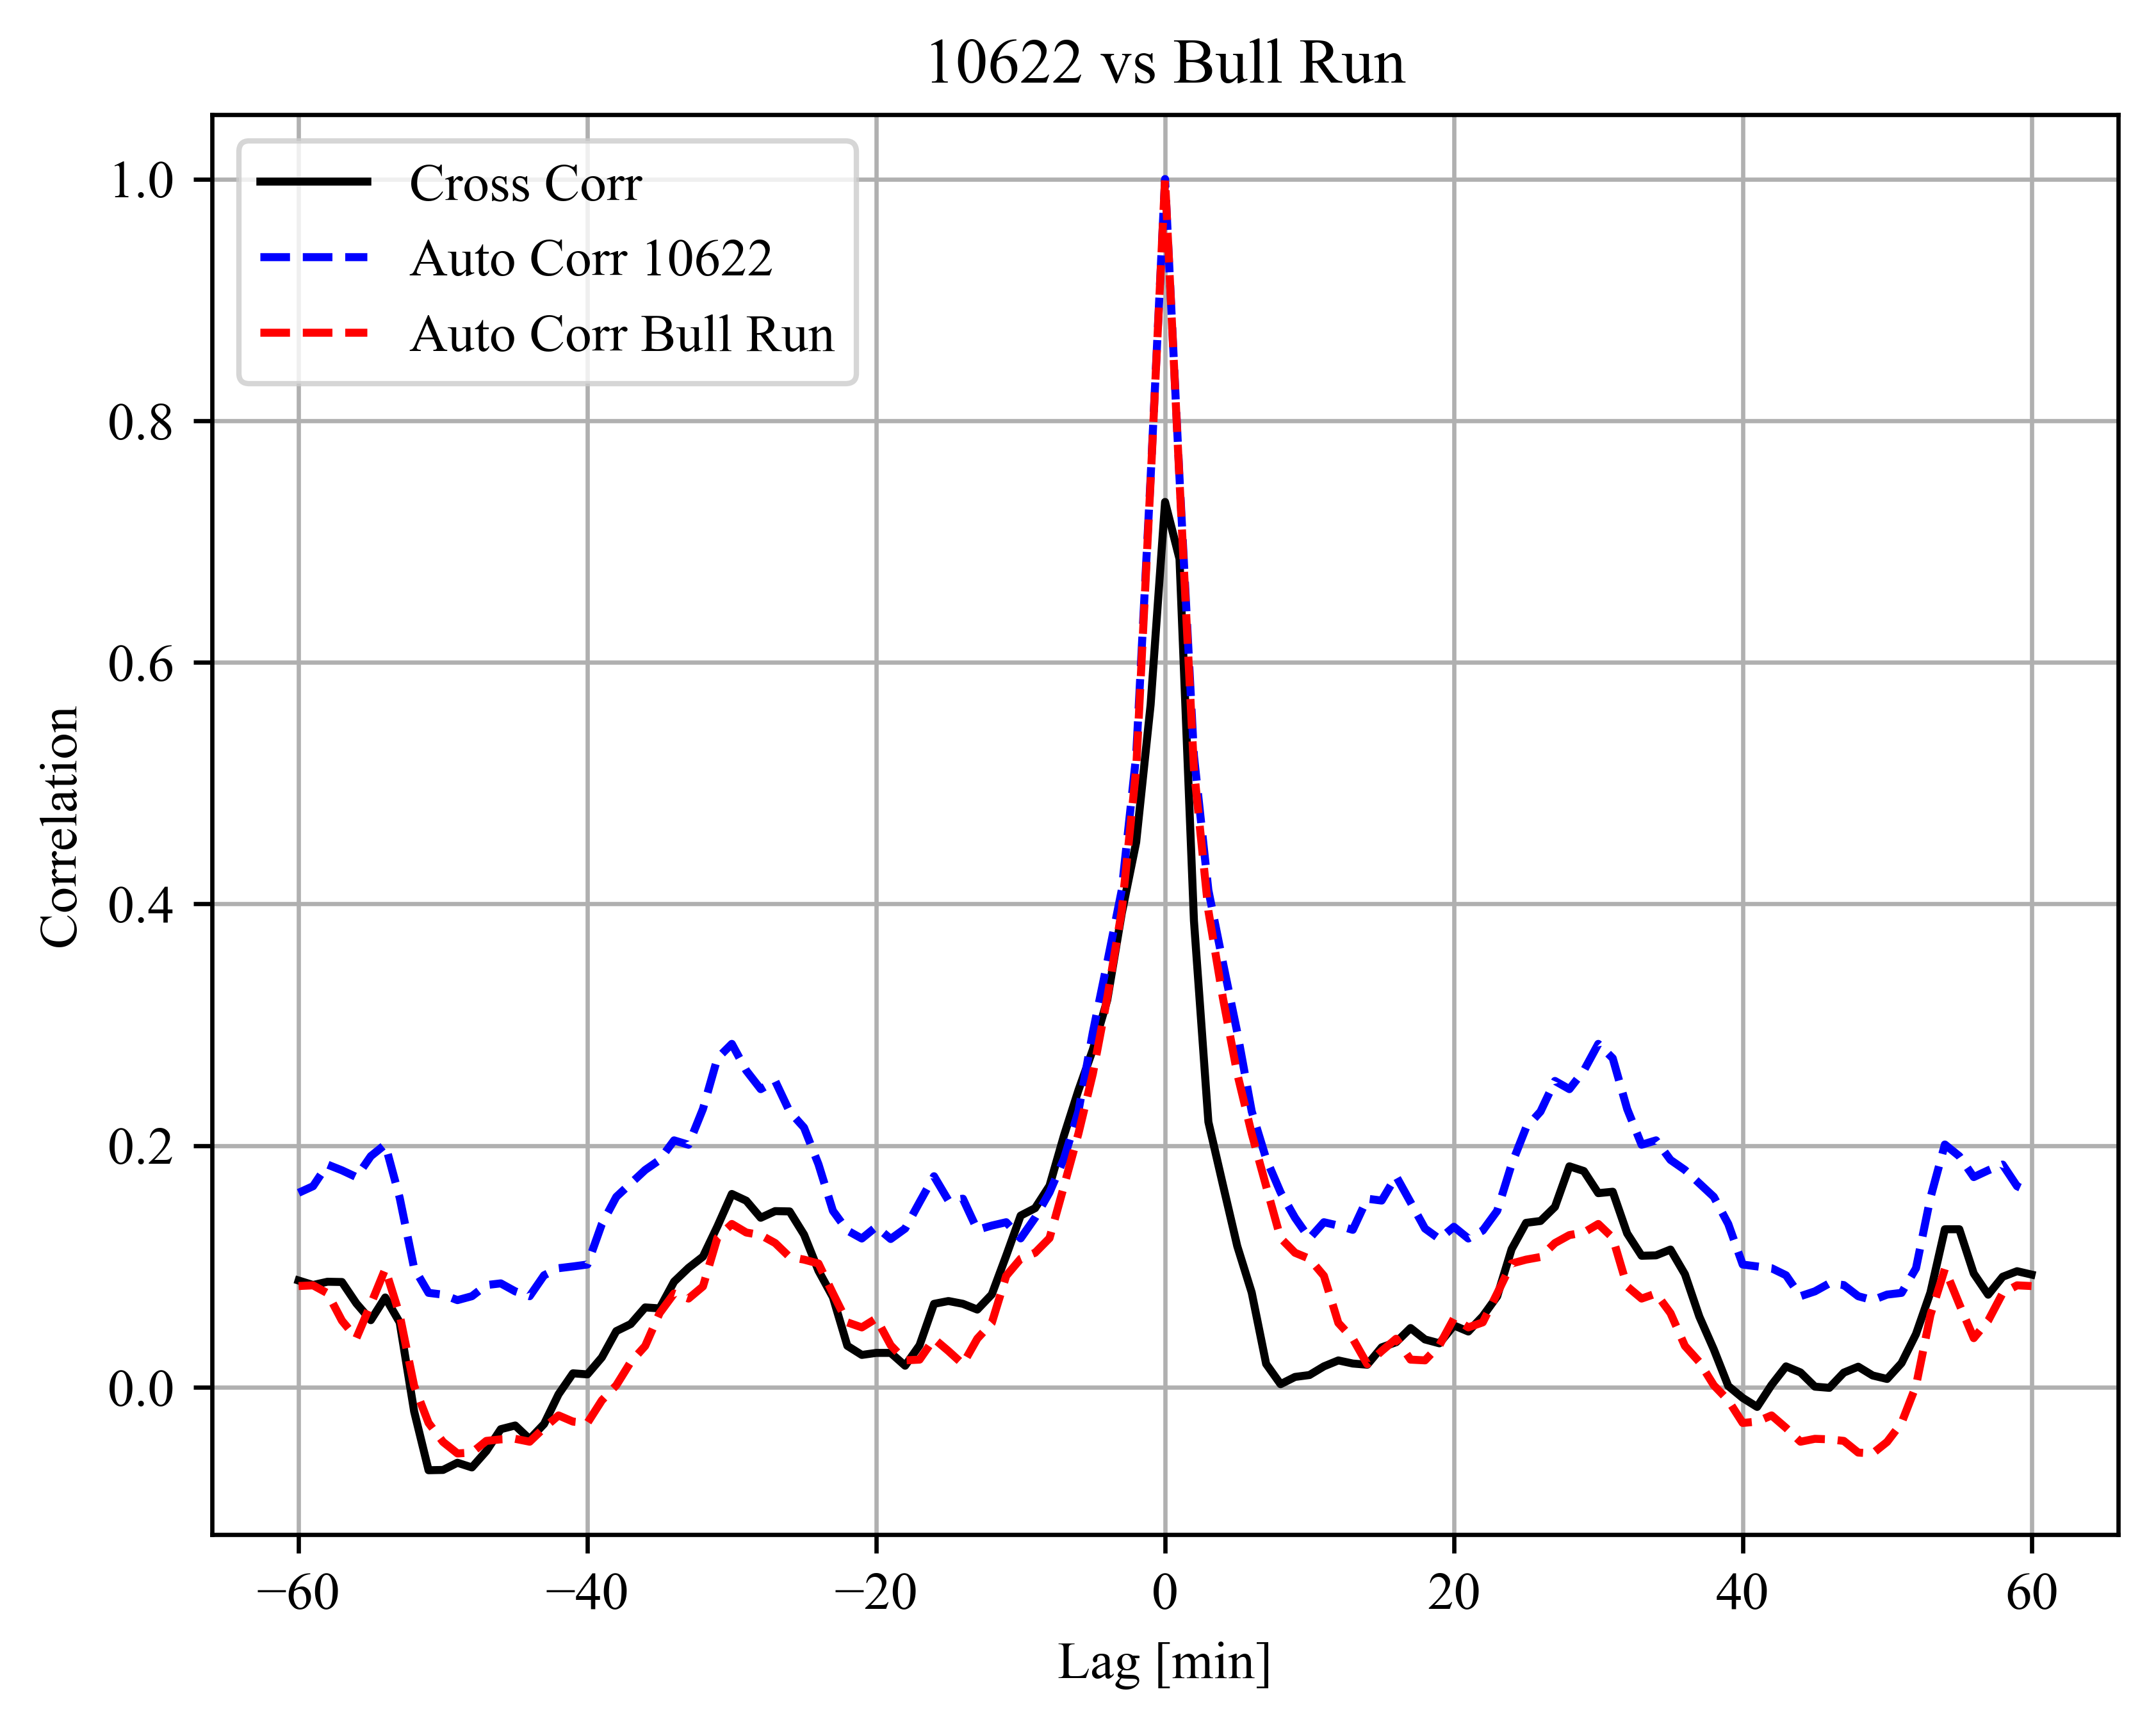 10622 vs Bull Run
Cross Corr
Auto Corr 10622
Auto Corr Bull Run
1.0
0.8
0.6
0.4
0.2
0.0
Correlation
−60 −40 −20 0 20 40 60
Lag [min]